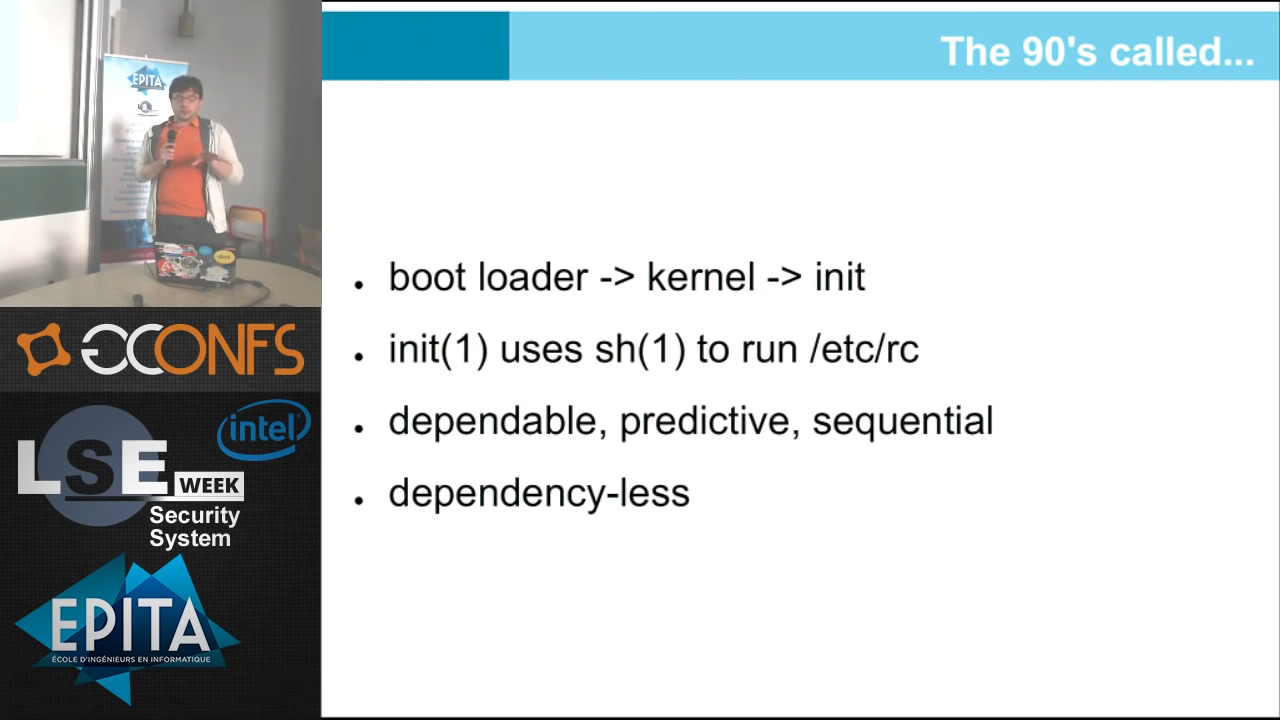 The 90's called...
EPITA
boot loader -> kernel -> init
init(1) uses sh(1) to run /etc/rc
dependable, predictive, sequential
dependency-less
CONFS
intel
LSE
WEEK
Security
System
EPITA
ÉCOLE D'INGÉNIEURS EN INFORMATIQUE